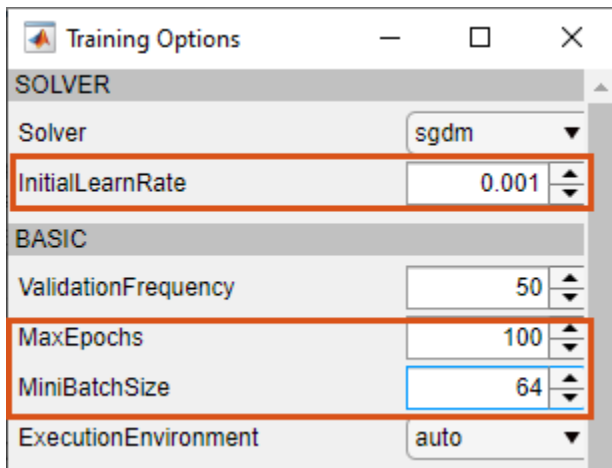 Training Options
SOLVER
Solver sgdm
InitialLearnRate 0.001
BASIC
ValidationFrequency 50
MaxEpochs 100
MiniBatchSize 64
ExecutionEnvironment auto